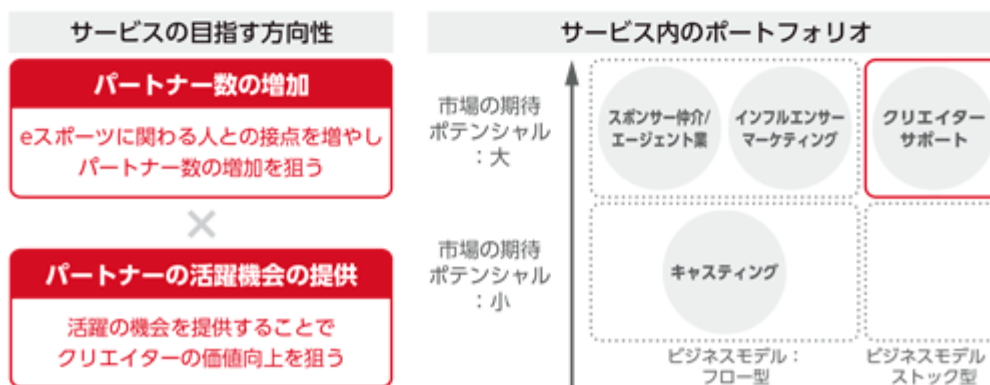 サービスの目指す方向性
パートナー数の増加
eスポーツに関わる人との接点を増やし
パートナー数の増加を狙う
×
パートナーの活躍機会の提供
活躍の機会を提供することで
クリエイターの価値向上を狙う
サービス内のポートフォリオ
市場の期待
ポテンシャル
：大
スポンサー仲介/
エージェント業
インフルエンサー
マーケティング
クリエイター
サポート
市場の期待
ポテンシャル
：小
キャスティング
ビジネスモデル：
フロー型
ビジネスモデル
ストック型